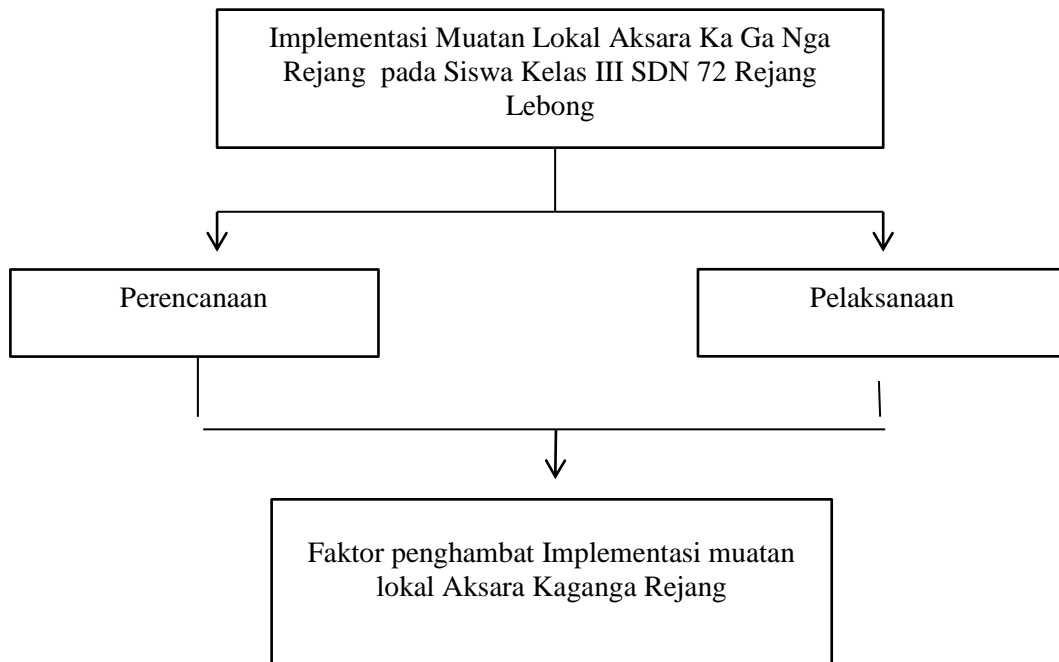 Implementasi Muatan Lokal Aksara Ka Ga Nga
Rejang pada Siswa Kelas III SDN 72 Rejang
Lebong
Perencanaan
Pelaksanaan
Faktor penghambat Implementasi muatan
lokal Aksara Kaganga Rejang